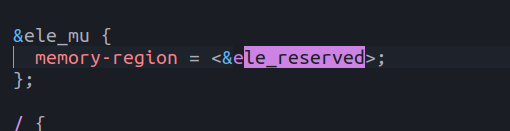 &ele_mu {
memory-region = <&ele_reserved>;
};
/ {